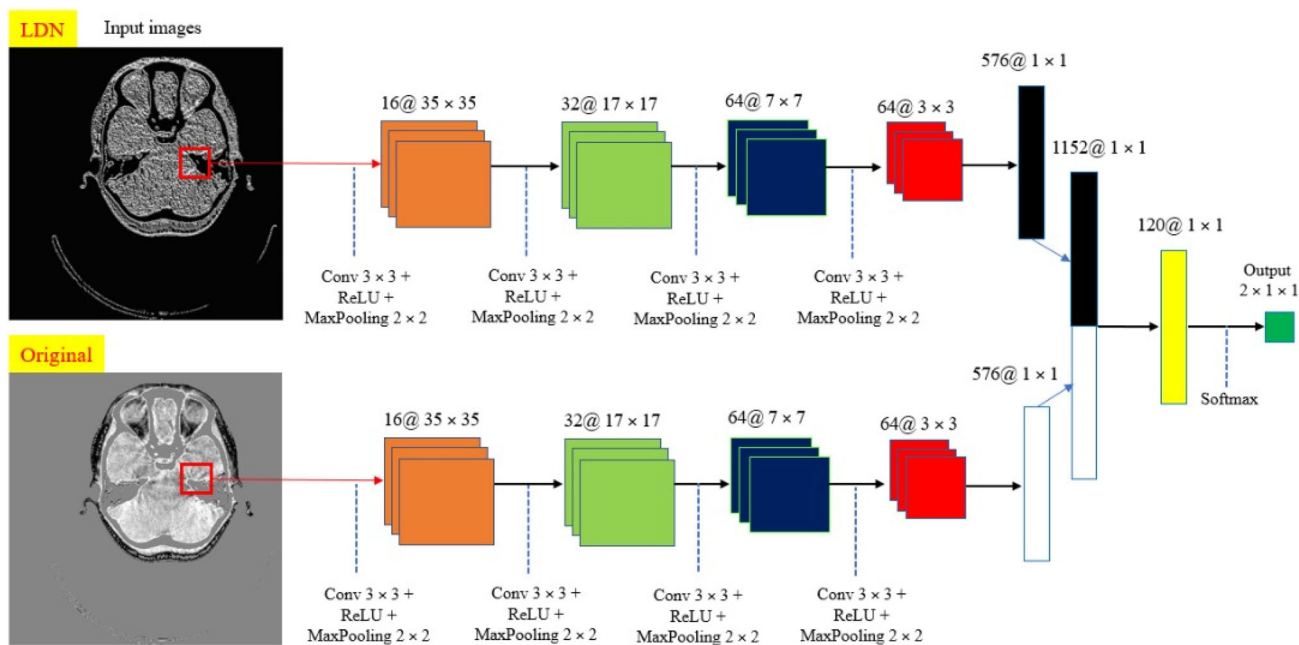 LDN
Input images
16@ 35 × 35
32@ 17 × 17
64@ 7 × 7
64@ 3 × 3
576@ 1 × 1
1152@ 1 × 1
120@ 1 × 1
Output
2 × 1 × 1
Conv 3 × 3 +
ReLU +
MaxPooling 2 × 2
Conv 3 × 3 +
ReLU +
MaxPooling 2 × 2
Conv 3 × 3 +
ReLU +
MaxPooling 2 × 2
Conv 3 × 3 +
ReLU +
MaxPooling 2 × 2
Original
16@ 35 × 35
32@ 17 × 17
64@ 7 × 7
64@ 3 × 3
576@ 1 × 1
Softmax
Conv 3 × 3 +
ReLU +
MaxPooling 2 × 2
Conv 3 × 3 +
ReLU +
MaxPooling 2 × 2
Conv 3 × 3 +
ReLU +
MaxPooling 2 × 2
Conv 3 × 3 +
ReLU +
MaxPooling 2 × 2